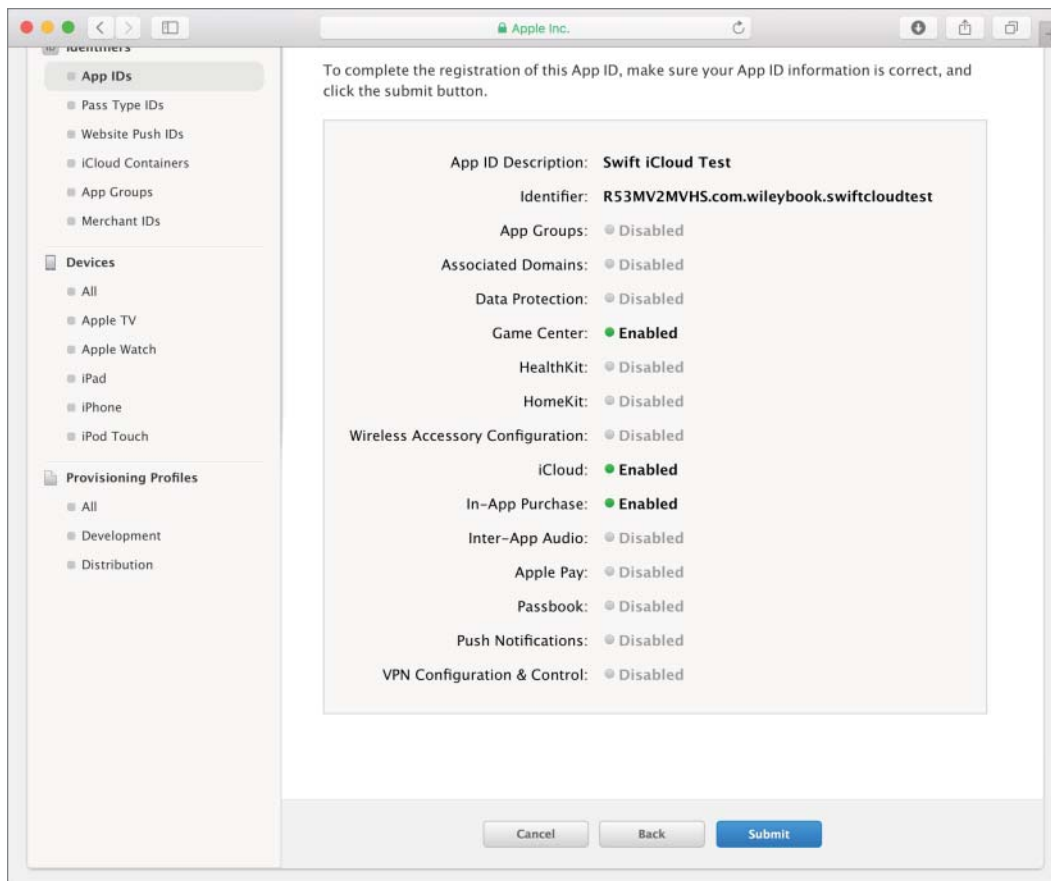 Apple Inc.
Identifiers
App IDs
Pass Type IDs
Website Push IDs
iCloud Containers
App Groups
Merchant IDs
Devices
All
Apple TV
Apple Watch
iPad
iPhone
iPod Touch
Provisioning Profiles
All
Development
Distribution
To complete the registration of this App ID, make sure your App ID information is correct, and
click the submit button.
App ID Description: Swift iCloud Test
Identifier: R53MV2MVHS.com.wileybook.swiftcloudtest
App Groups: Disabled
Associated Domains: Disabled
Data Protection: Disabled
Game Center: Enabled
HealthKit: Disabled
HomeKit: Disabled
Wireless Accessory Configuration: Disabled
iCloud: Enabled
In-App Purchase: Enabled
Inter-App Audio: Disabled
Apple Pay: Disabled
Passbook: Disabled
Push Notifications: Disabled
VPN Configuration & Control: Disabled
Cancel Back Submit